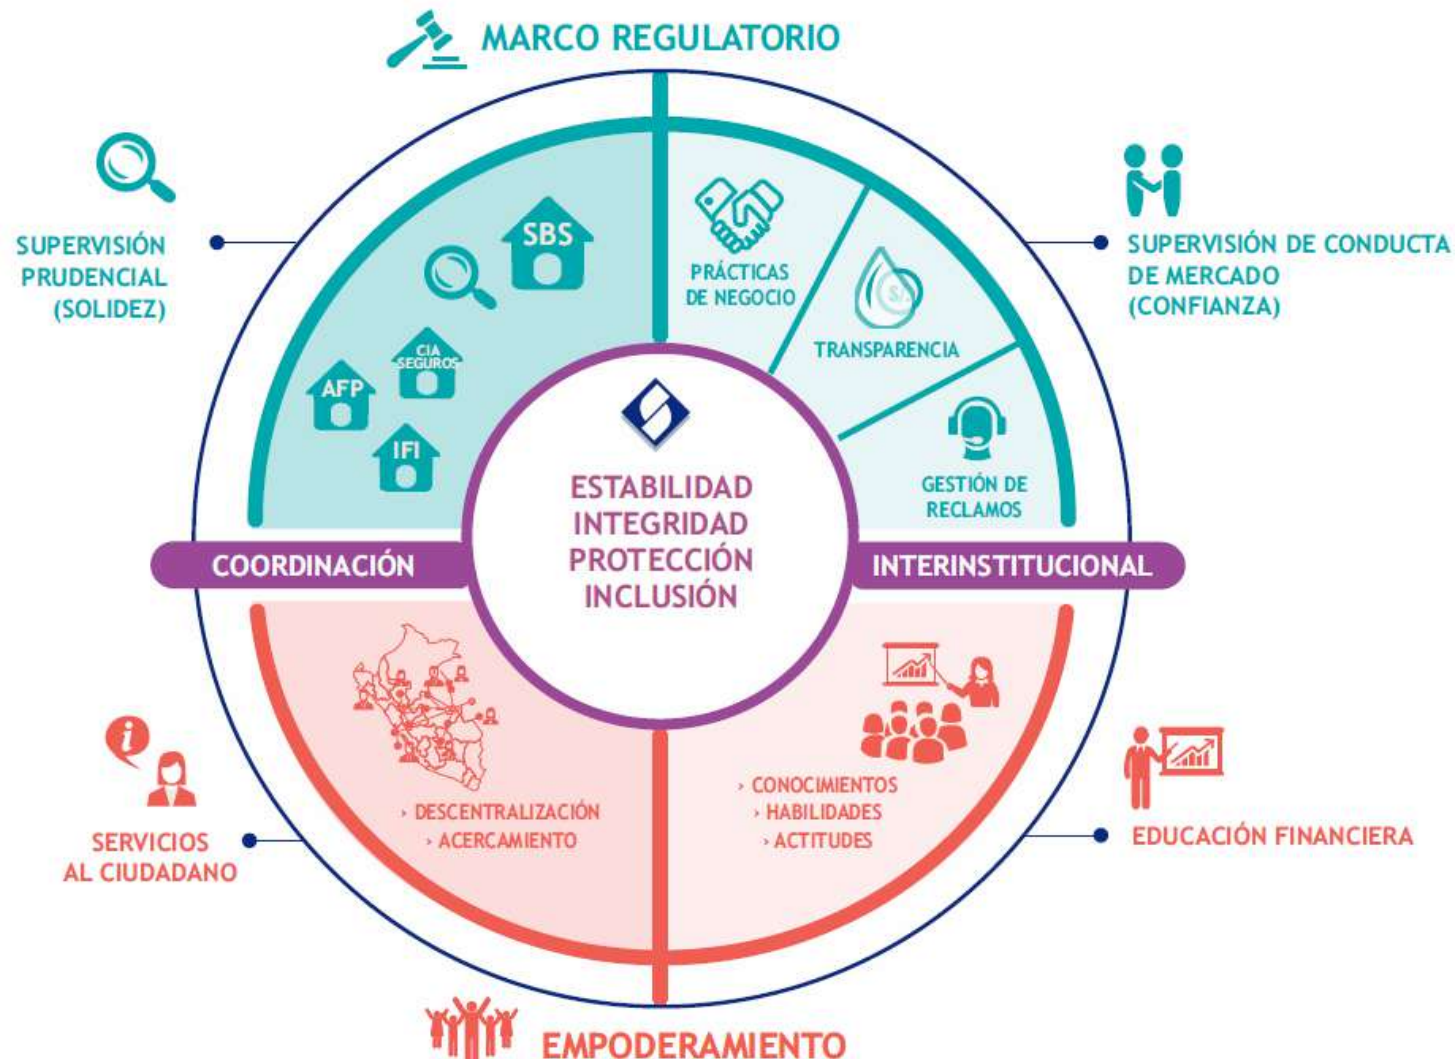 MARCO REGULATORIO
SUPERVISIÓN
PRUDENCIAL
(SOLIDEZ)
SUPERVISIÓN DE CONDUCTA
DE MERCADO
(CONFIANZA)
SBS
CIA
SEGUROS
AFP
IFI
PRÁCTICAS
DE NEGOCIO
S/.
TRANSPARENCIA
GESTIÓN DE
RECLAMOS
ESTABILIDAD
INTEGRIDAD
PROTECCIÓN
INCLUSIÓN
COORDINACIÓN
INTERINSTITUCIONAL
› DESCENTRALIZACIÓN
› ACERCAMIENTO
› CONOCIMIENTOS
› HABILIDADES
› ACTITUDES
i
SERVICIOS
AL CIUDADANO
EDUCACIÓN FINANCIERA
EMPODERAMIENTO